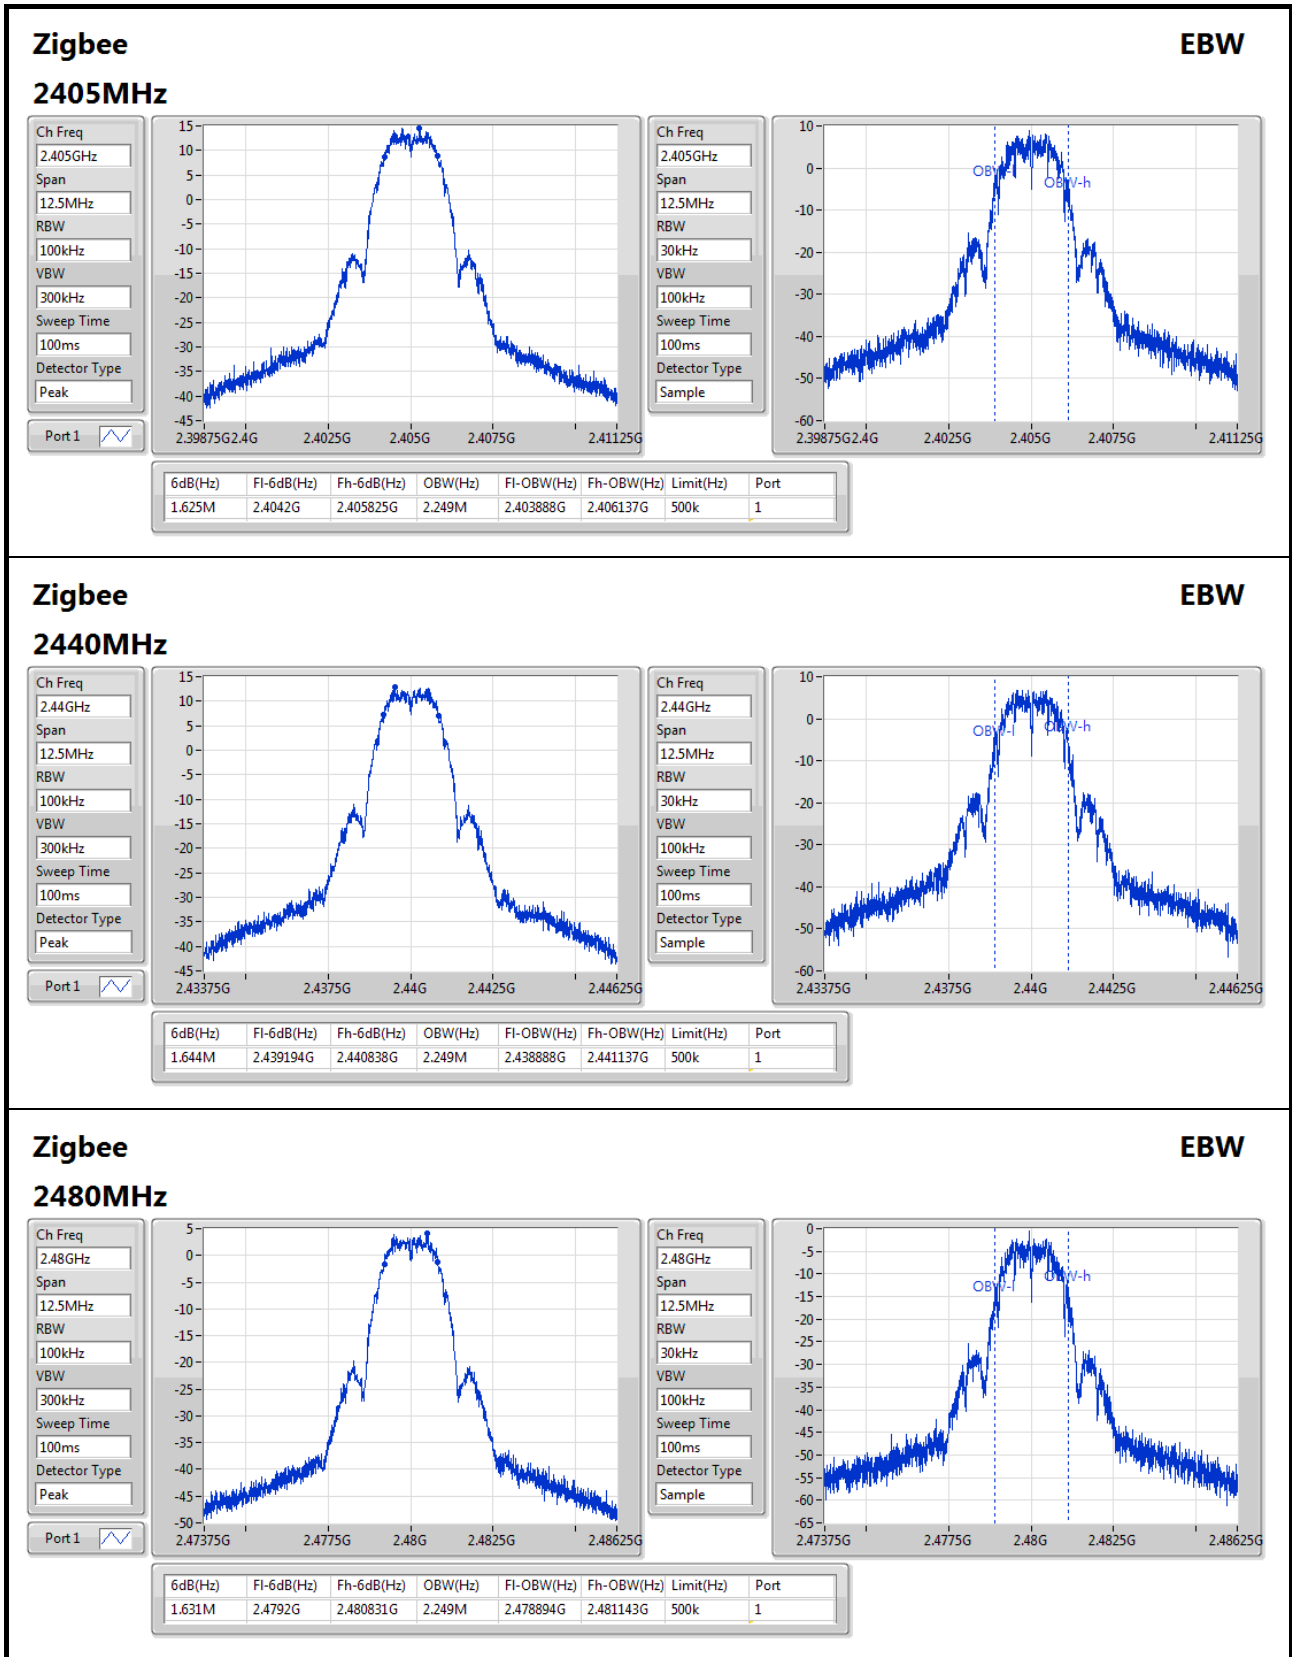 Zigbee EBW
2405MHz
Ch Freq
2.405GHz
Span
12.5MHz
RBW
100kHz
VBW
300kHz
Sweep Time
100ms
Detector Type
Peak
Port 1
15
10
5
0
-5
-10
-15
-20
-25
-30
-35
-40
-45
2.39875G 2.4G 2.4025G 2.405G 2.4075G 2.41125G
Ch Freq
2.405GHz
Span
12.5MHz
RBW
30kHz
VBW
100kHz
Sweep Time
100ms
Detector Type
Sample
10
0
-10
-20
-30
-40
-50
-60
OBW-l
OBW-h
2.39875G 2.4G 2.4025G 2.405G 2.4075G 2.41125G
6dB(Hz) Fl-6dB(Hz) Fh-6dB(Hz) OBW(Hz) Fl-OBW(Hz) Fh-OBW(Hz) Limit(Hz) Port
1.625M 2.4042G 2.405825G 2.249M 2.403888G 2.406137G 500k 1
Zigbee EBW
2440MHz
Ch Freq
2.44GHz
Span
12.5MHz
RBW
100kHz
VBW
300kHz
Sweep Time
100ms
Detector Type
Peak
Port 1
15
10
5
0
-5
-10
-15
-20
-25
-30
-35
-40
-45
2.43375G 2.4375G 2.44G 2.4425G 2.44625G
Ch Freq
2.44GHz
Span
12.5MHz
RBW
30kHz
VBW
100kHz
Sweep Time
100ms
Detector Type
Sample
10
0
-10
-20
-30
-40
-50
-60
OBW-l
OBW-h
2.43375G 2.4375G 2.44G 2.4425G 2.44625G
6dB(Hz) Fl-6dB(Hz) Fh-6dB(Hz) OBW(Hz) Fl-OBW(Hz) Fh-OBW(Hz) Limit(Hz) Port
1.644M 2.439194G 2.440838G 2.249M 2.438888G 2.441137G 500k 1
Zigbee EBW
2480MHz
Ch Freq
2.48GHz
Span
12.5MHz
RBW
100kHz
VBW
300kHz
Sweep Time
100ms
Detector Type
Peak
Port 1
5
0
-5
-10
-15
-20
-25
-30
-35
-40
-45
-50
2.47375G 2.4775G 2.48G 2.4825G 2.48625G
Ch Freq
2.48GHz
Span
12.5MHz
RBW
30kHz
VBW
100kHz
Sweep Time
100ms
Detector Type
Sample
0
-5
-10
-15
-20
-25
-30
-35
-40
-45
-50
-55
-60
-65
OBW-l
OBW-h
2.47375G 2.4775G 2.48G 2.4825G 2.48625G
6dB(Hz) Fl-6dB(Hz) Fh-6dB(Hz) OBW(Hz) Fl-OBW(Hz) Fh-OBW(Hz) Limit(Hz) Port
1.631M 2.4792G 2.480831G 2.249M 2.478894G 2.481143G 500k 1